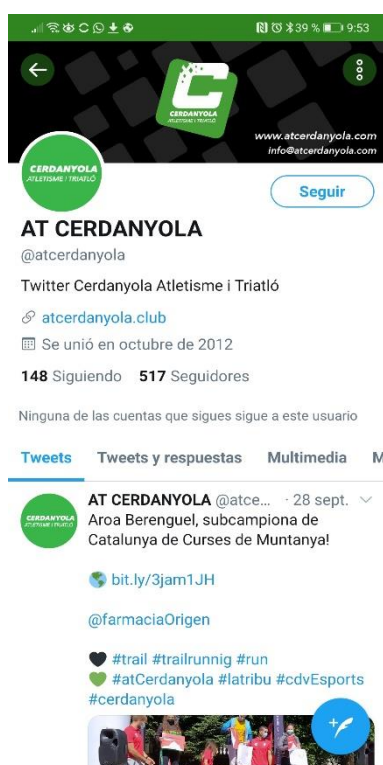 39 % 9:53
CERDANYOLA
ATLETISME I TRIATLÓ
www.atcerdanyola.com
info@atcerdanyola.com
CERDANYOLA
ATLETISME I TRIATLÓ
Seguir
AT CERDANYOLA
@atcerdanyola
Twitter Cerdanyola Atletisme i Triatló
atcerdanyola.club
Se unió en octubre de 2012
148 Siguiendo 517 Seguidores
Ninguna de las cuentas que sigues sigue a este usuario
Tweets Tweets y respuestas Multimedia M
AT CERDANYOLA @atce... · 28 sept.
CERDANYOLA
ATLETISME I TRIATLÓ
Aroa Berenguel, subcampiona de
Catalunya de Curses de Muntanya!
bit.ly/3jam1JH
@farmaciaOrigen
#trail #trailrunnig #run
#atCerdanyola #latribu #cdvEsports
#cerdanyola